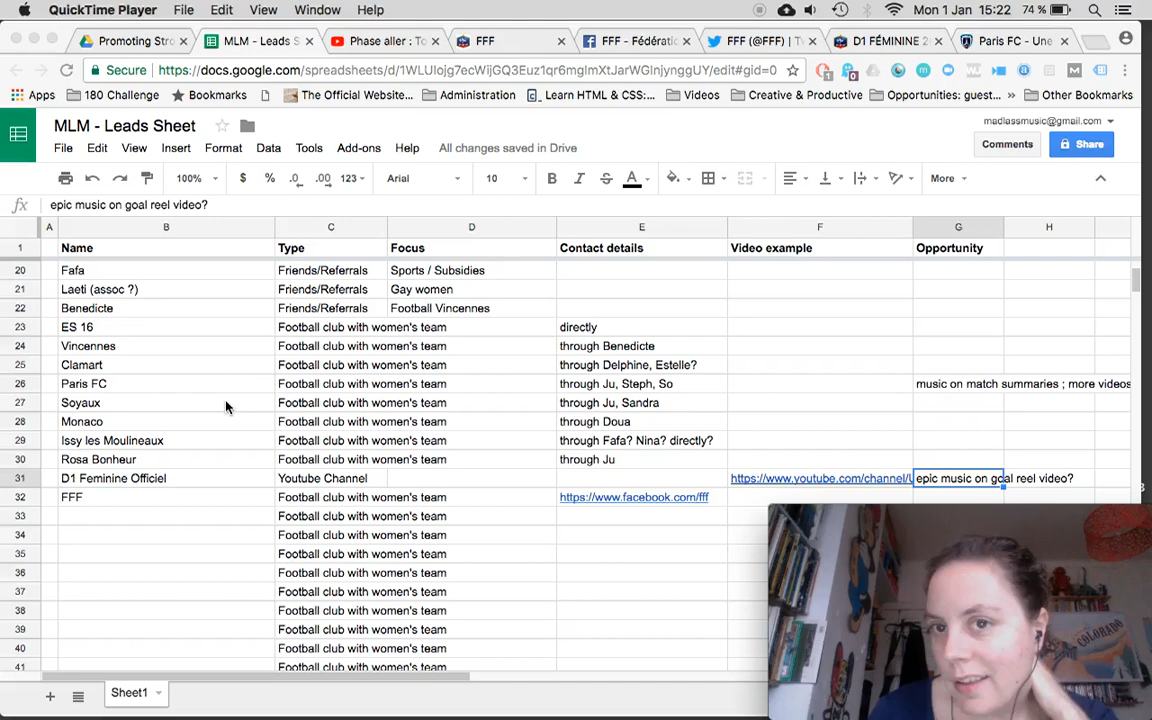 QuickTime Player File Edit View Window Help Mon 1 Jan 15:22 74 %
Promoting Stro MLM - Leads S Phase aller : To FFF FFF - Fédérati FFF (@FFF) | Tw D1 FÉMININE 2 Paris FC - Une
Secure https://docs.google.com/spreadsheets/d/
Apps 180 Challenge Bookmarks The Official Website... Administration Learn HTML & CSS:... Videos Creative & Productive Opportunities: guest... Other Bookmarks
MLM - Leads Sheet
madlassmusic@gmail.com
File Edit View Insert Format Data Tools Add-ons Help All changes saved in Drive
Comments Share
100% $ % .0 .00 123 Arial 10 B I S A More
fx epic music on goal reel video?
A B C D E F G H
1 Name Type Focus Contact details Video example Opportunity
20 Fafa Friends/Referrals Sports / Subsidies
21 Laeti (assoc ?) Friends/Referrals Gay women
22 Benedicte Friends/Referrals Football Vincennes
23 ES 16 Football club with women's team directly
24 Vincennes Football club with women's team through Benedicte
25 Clamart Football club with women's team through Delphine, Estelle?
26 Paris FC Football club with women's team through Ju, Steph, So music on match summaries ; more videos
27 Soyaux Football club with women's team through Ju, Sandra
28 Monaco Football club with women's team through Doua
29 Issy les Moulineaux Football club with women's team through Fafa? Nina? directly?
30 Rosa Bonheur Football club with women's team through Ju
31 D1 Feminine Officiel Youtube Channel https://www.youtube.com/channel/U epic music on goal reel video?
32 FFF Football club with women's team https://www.facebook.com/fff
33 Football club with women's team
34 Football club with women's team
35 Football club with women's team
36 Football club with women's team
37 Football club with women's team
38 Football club with women's team
39 Football club with women's team
40 Football club with women's team
41 Football club with women's team
COLORADO
Sheet1